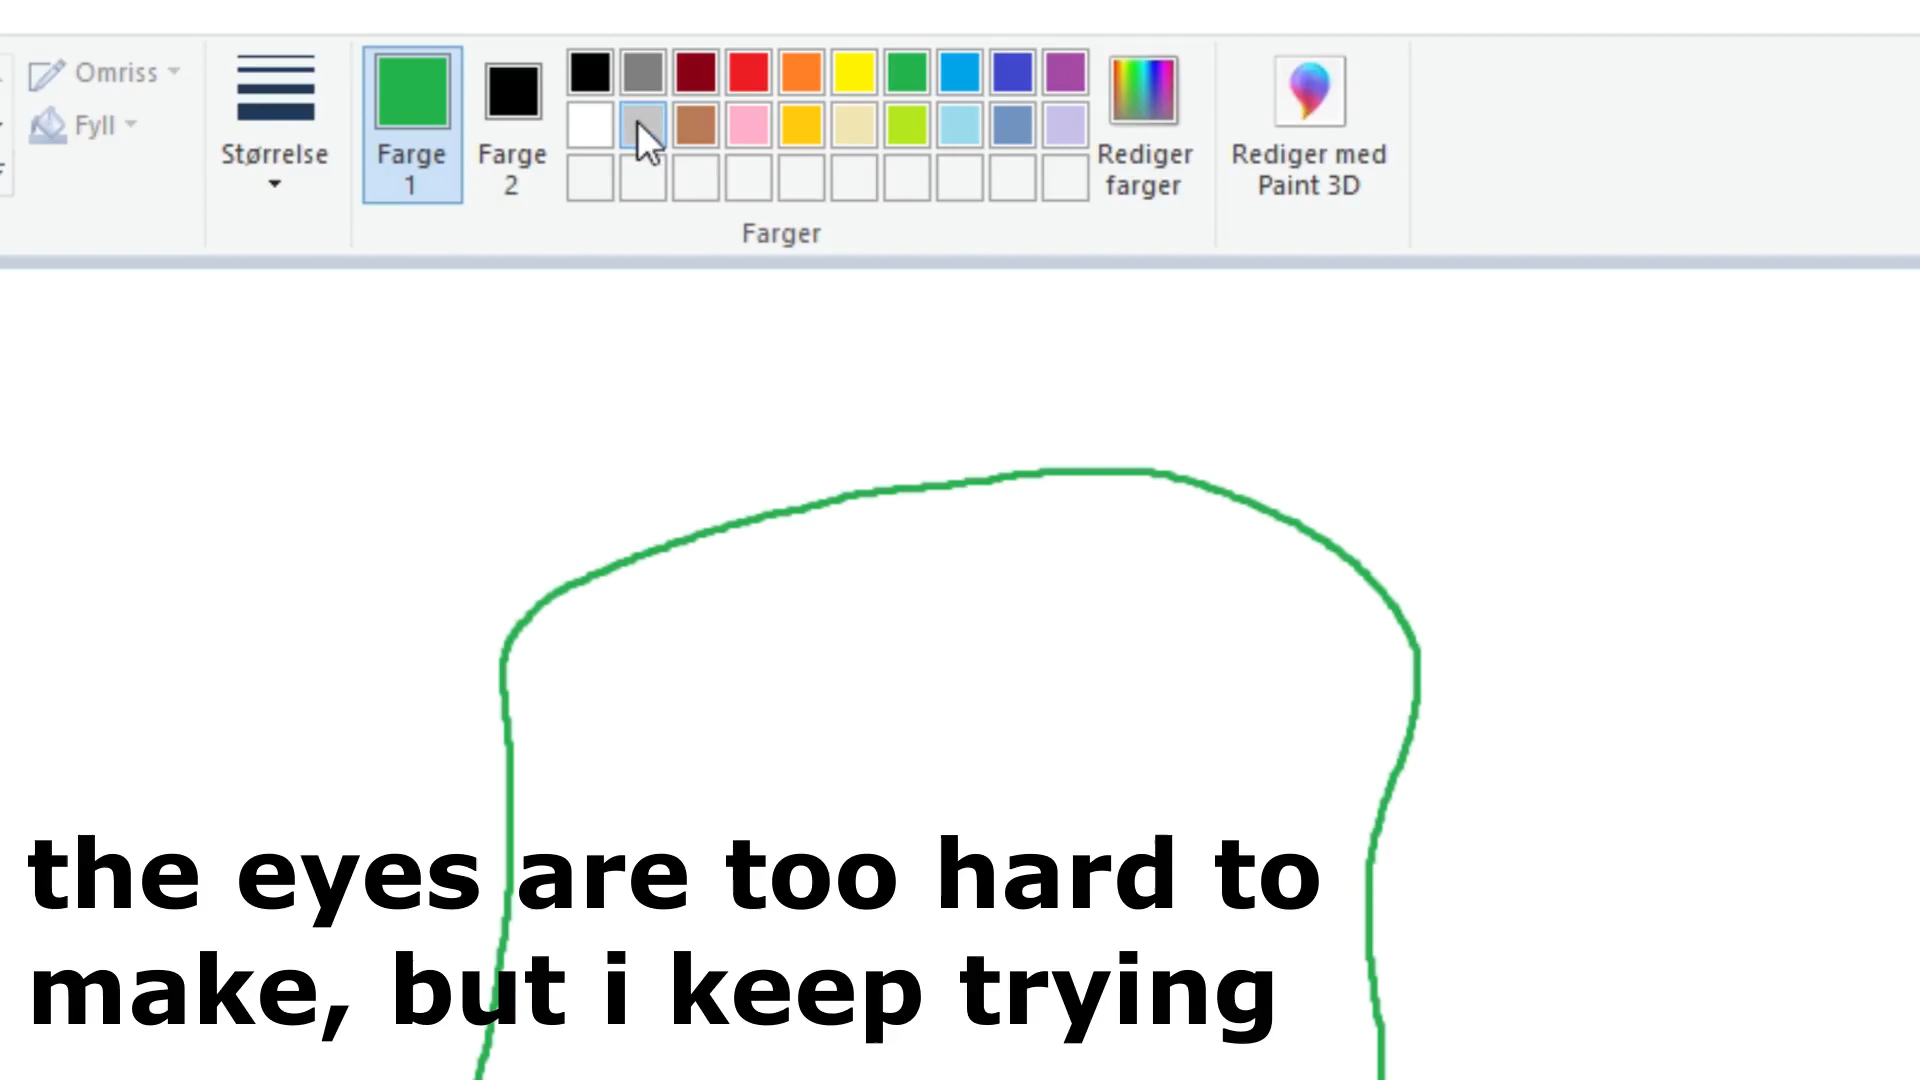 Omriss
Fyll
Størrelse
Farge
1
Farge
2
Rediger
farger
Rediger med
Paint 3D
Farger
the eyes are too hard to
make, but i keep trying